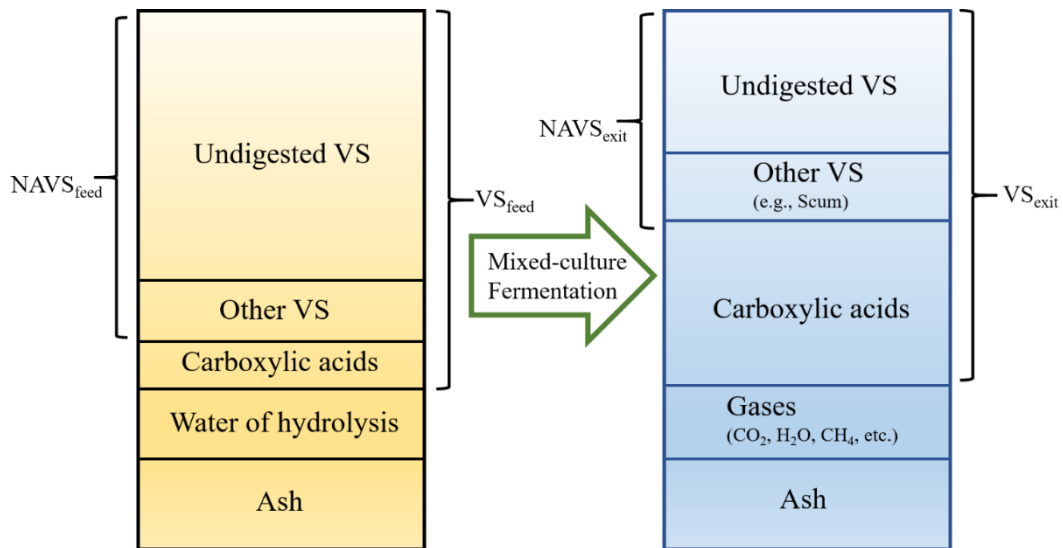 NAVSfeed
Undigested VS
Other VS
Carboxylic acids
Water of hydrolysis
Ash
VSfeed
Mixed-culture
Fermentation
NAVSexit
Undigested VS
Other VS
(e.g., Scum)
Carboxylic acids
Gases
(CO2, H2O, CH4, etc.)
Ash
VSexit